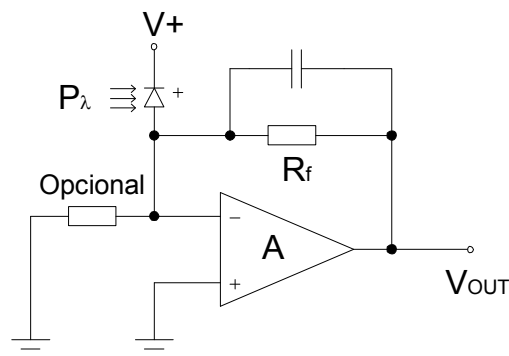 V+
Pλ
+
Rf
Opcional
−
A
+
VOUT